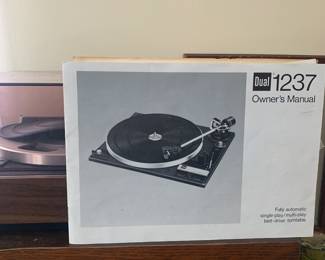 Dual 1237
Owner's Manual
Fully automatic
single-play/multi-play
belt-drive turntable